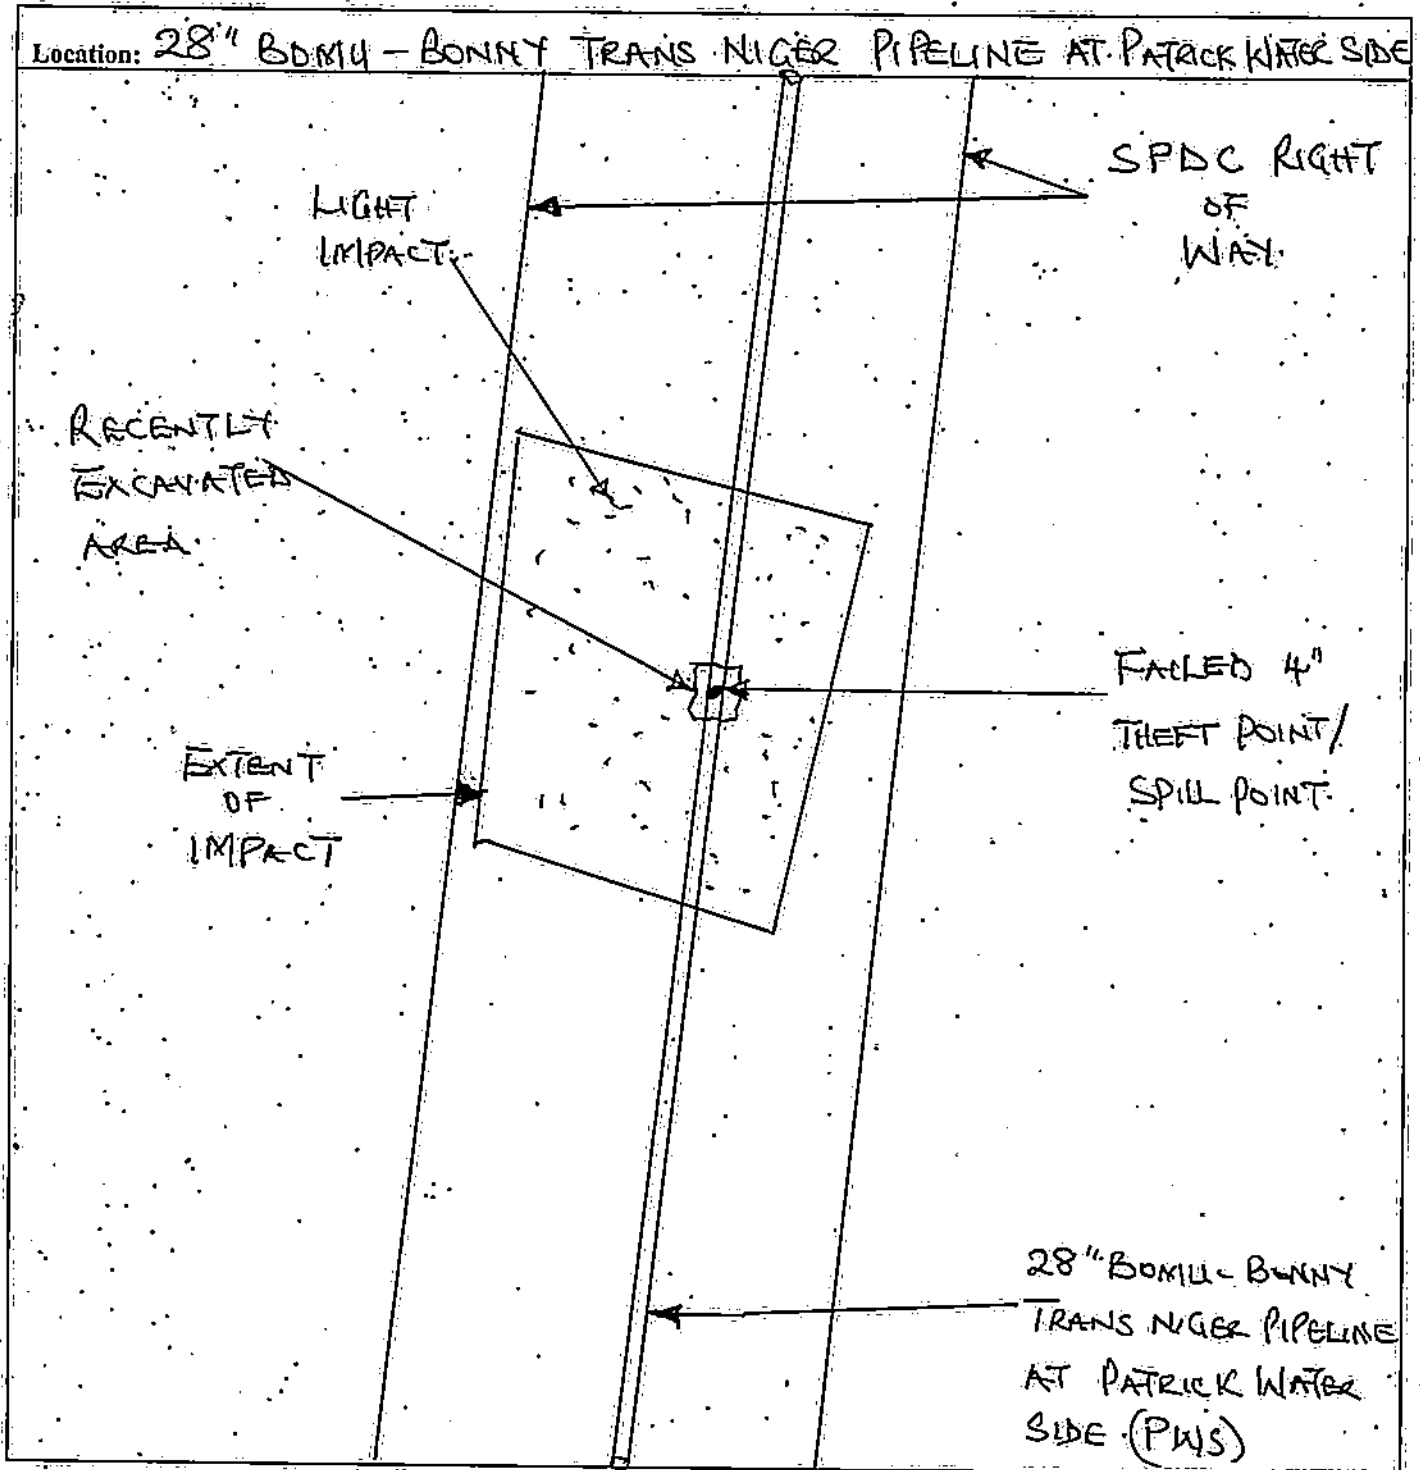 Location: 28" BOMU - BONNY TRANS NIGER PIPELINE AT PATRICK WATER SIDE
SPDC RIGHT
OF
WAY.
LIGHT
IMPACT.
RECENTLY
EXCAVATED
AREA.
FAILED 4"
THEFT POINT/
SPILL POINT.
EXTENT
OF
IMPACT
28" BOMU - BONNY
TRANS NIGER PIPELINE
AT PATRICK WATER
SIDE (PWS)